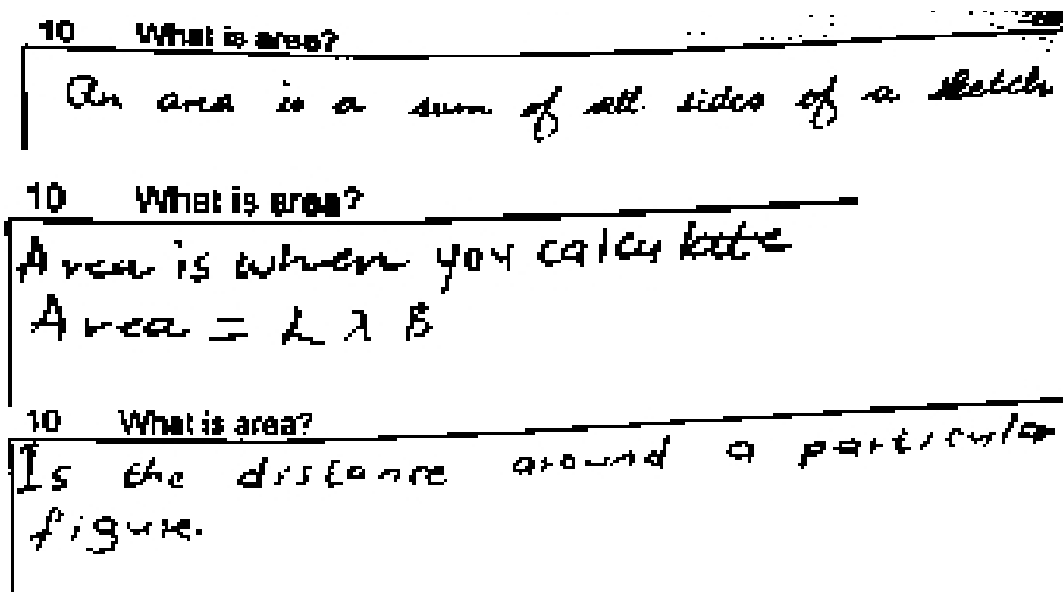 10 What is area?
An area is a sum of all sides of a sketch
10 What is area?
Area is when you calculate
Area = L x B
10 What is area?
Is the distance around a particular
figure.